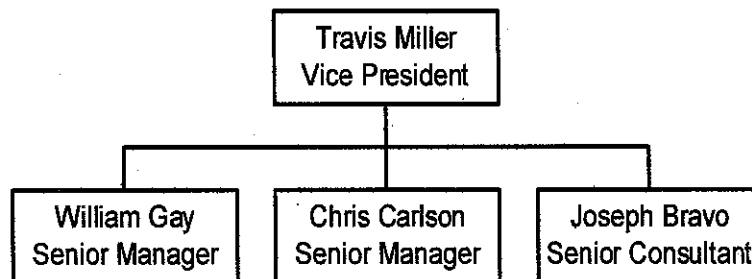 Travis Miller
Vice President
William Gay
Senior Manager
Chris Carlson
Senior Manager
Joseph Bravo
Senior Consultant